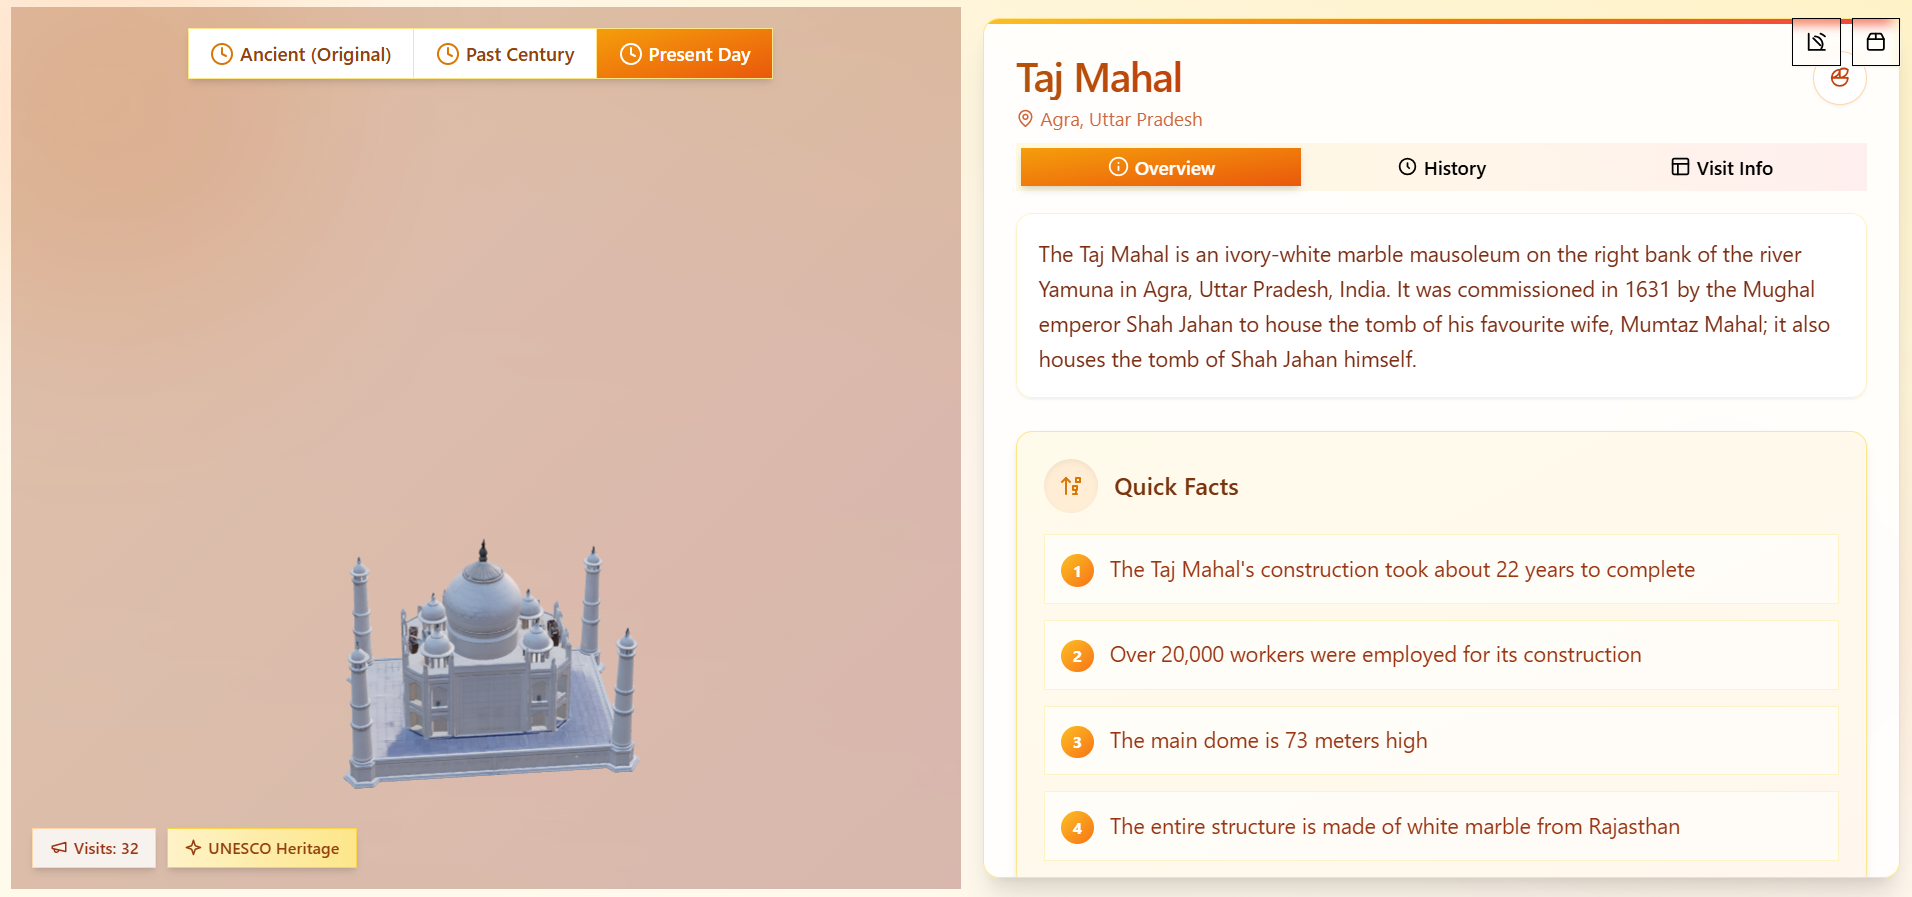 Ancient (Original)
Past Century
Present Day
Visits: 32
UNESCO Heritage
Taj Mahal
Agra, Uttar Pradesh
Overview
History
Visit Info
The Taj Mahal is an ivory-white marble mausoleum on the right bank of the river
Yamuna in Agra, Uttar Pradesh, India. It was commissioned in 1631 by the Mughal
emperor Shah Jahan to house the tomb of his favourite wife, Mumtaz Mahal; it also
houses the tomb of Shah Jahan himself.
Quick Facts
1 The Taj Mahal's construction took about 22 years to complete
2 Over 20,000 workers were employed for its construction
3 The main dome is 73 meters high
4 The entire structure is made of white marble from Rajasthan